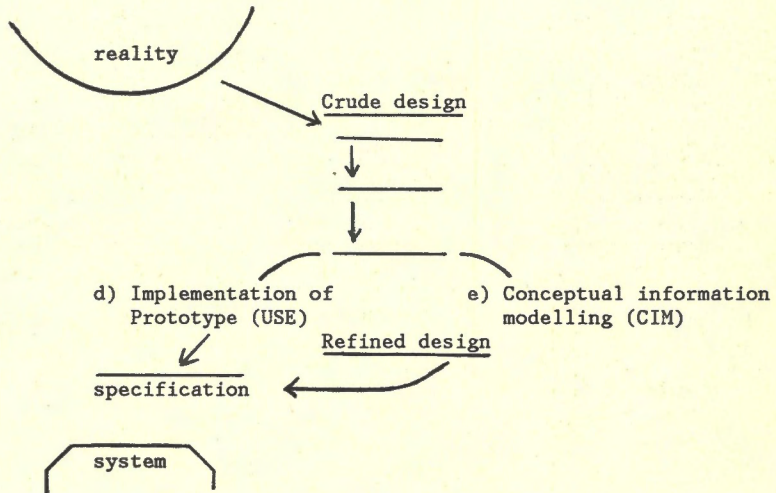 reality
Crude design
d) Implementation of
Prototype (USE)
e) Conceptual information
modelling (CIM)
Refined design
specification
system